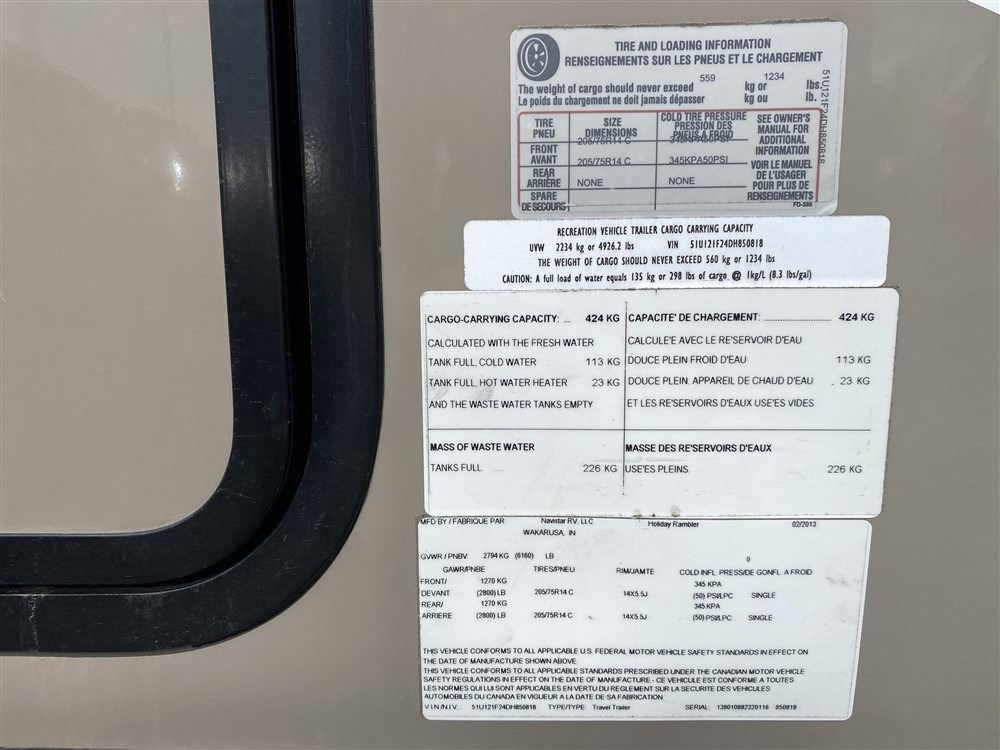 TIRE AND LOADING INFORMATION
RENSEIGNEMENTS SUR LES PNEUS ET LE CHARGEMENT
The weight of cargo should never exceed 559 kg or 1234 lbs.
Le poids du chargement ne doit jamais dépasser kg ou lb.
TIRE PNEU SIZE DIMENSIONS COLD TIRE PRESSURE PRESSION DES PNEUS A FROID
FRONT AVANT 205/75R14 C 345KPA50PSI
REAR ARRIÈRE 205/75R14 C 345KPA50PSI
SPARE DE SECOURS NONE NONE
SEE OWNER'S
MANUAL FOR
ADDITIONAL
INFORMATION
VOIR LE MANUEL
DE L'USAGER
POUR PLUS DE
RENSEIGNEMENTS
FD-335
51U121F24DH850818
RECREATION VEHICLE TRAILER CARGO CARRYING CAPACITY
UVW 2234 kg or 4926.2 lbs VIN 51U121F24DH850818
THE WEIGHT OF CARGO SHOULD NEVER EXCEED 560 kg or 1234 lbs
CAUTION: A full load of water equals 135 kg or 298 lbs of cargo @ 1kg/L (8.3 lbs/gal)
CARGO-CARRYING CAPACITY: ... 424 KG
CALCULATED WITH THE FRESH WATER
TANK FULL, COLD WATER 113 KG
TANK FULL, HOT WATER HEATER 23 KG
AND THE WASTE WATER TANKS EMPTY
MASS OF WASTE WATER
TANKS FULL 226 KG
CAPACITE' DE CHARGEMENT: ........................ 424 KG
CALCULE'E AVEC LE RE'SERVOIR D'EAU
DOUCE PLEIN FROID D'EAU 113 KG
DOUCE PLEIN, APPAREIL DE CHAUD D'EAU . 23 KG
ET LES RE'SERVOIRS D'EAUX USE'ES VIDES
MASSE DES RE'SERVOIRS D'EAUX
USE'ES PLEINS 226 KG
MFD BY / FABRIQUE PAR Navistar RV, LLC Holiday Rambler 02/2013
WAKARUSA, IN
GVWR / PNBV: 2794 KG (6160) LB 0
GAWR/PNBE TIRES/PNEU RIM/JAMTE COLD INFL. PRESS/DE GONFL. A FROID
FRONT/ 1270 KG 345 KPA
DEVANT (2800) LB 205/75R14 C 14X5.5J (50) PSI/LPC SINGLE
REAR/ 1270 KG 345 KPA
ARRIERE (2800) LB 205/75R14 C 14X5.5J (50) PSI/LPC SINGLE
THIS VEHICLE CONFORMS TO ALL APPLICABLE U.S. FEDERAL MOTOR VEHICLE SAFETY STANDARDS IN EFFECT ON
THE DATE OF MANUFACTURE SHOWN ABOVE.
THIS VEHICLE CONFORMS TO ALL APPLICABLE STANDARDS PRESCRIBED UNDER THE CANADIAN MOTOR VEHICLE
SAFETY REGULATIONS IN EFFECT ON THE DATE OF MANUFACTURE.- CE VEHICULE EST CONFORME A TOUTES
LES NORMES QUI LUI SONT APPLICABLES EN VERTU DU REGLEMENT SUR LA SECURITE DES VEHICULES
AUTOMOBILES DU CANADA EN VIGUEUR A LA DATE DE SA FABRICATION.
V.I.N./N.I.V.. 51U121F24DH850818 TYPE/TYPE: Travel Trailer SERIAL: 138010882320116 850818